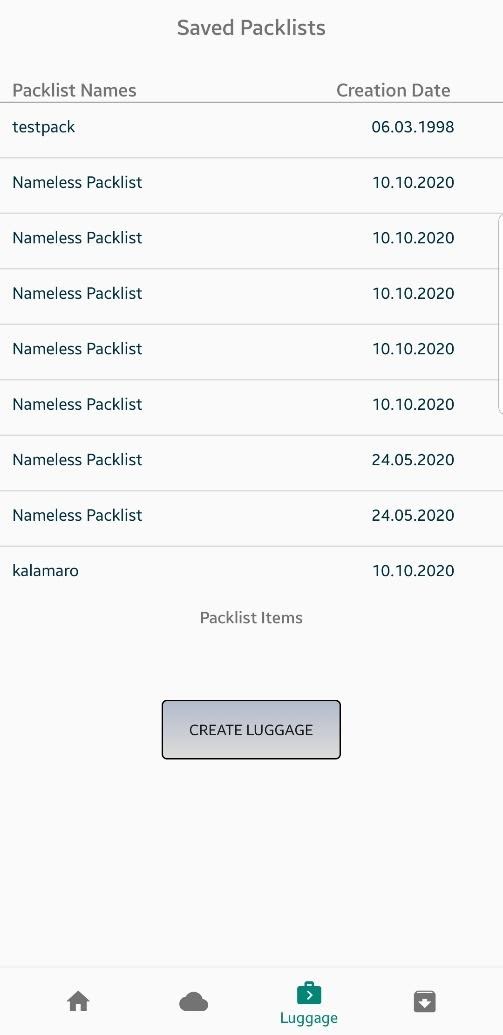 Saved Packlists
Packlist Names Creation Date
testpack 06.03.1998
Nameless Packlist 10.10.2020
Nameless Packlist 10.10.2020
Nameless Packlist 10.10.2020
Nameless Packlist 10.10.2020
Nameless Packlist 10.10.2020
Nameless Packlist 24.05.2020
Nameless Packlist 24.05.2020
kalamaro 10.10.2020
Packlist Items
CREATE LUGGAGE
Luggage